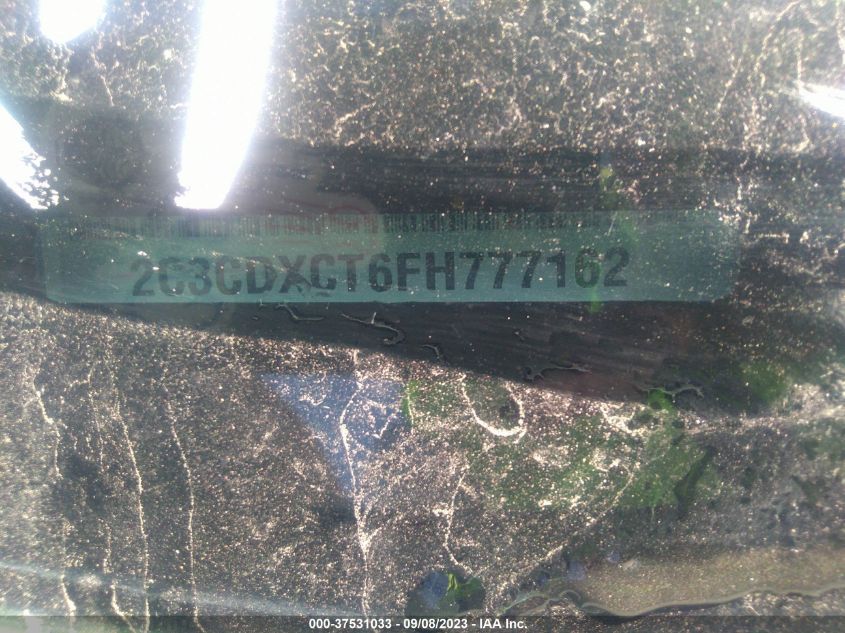 2C3CDXCT6FH777162
000-37531033 - 09/08/2023 - IAA Inc.